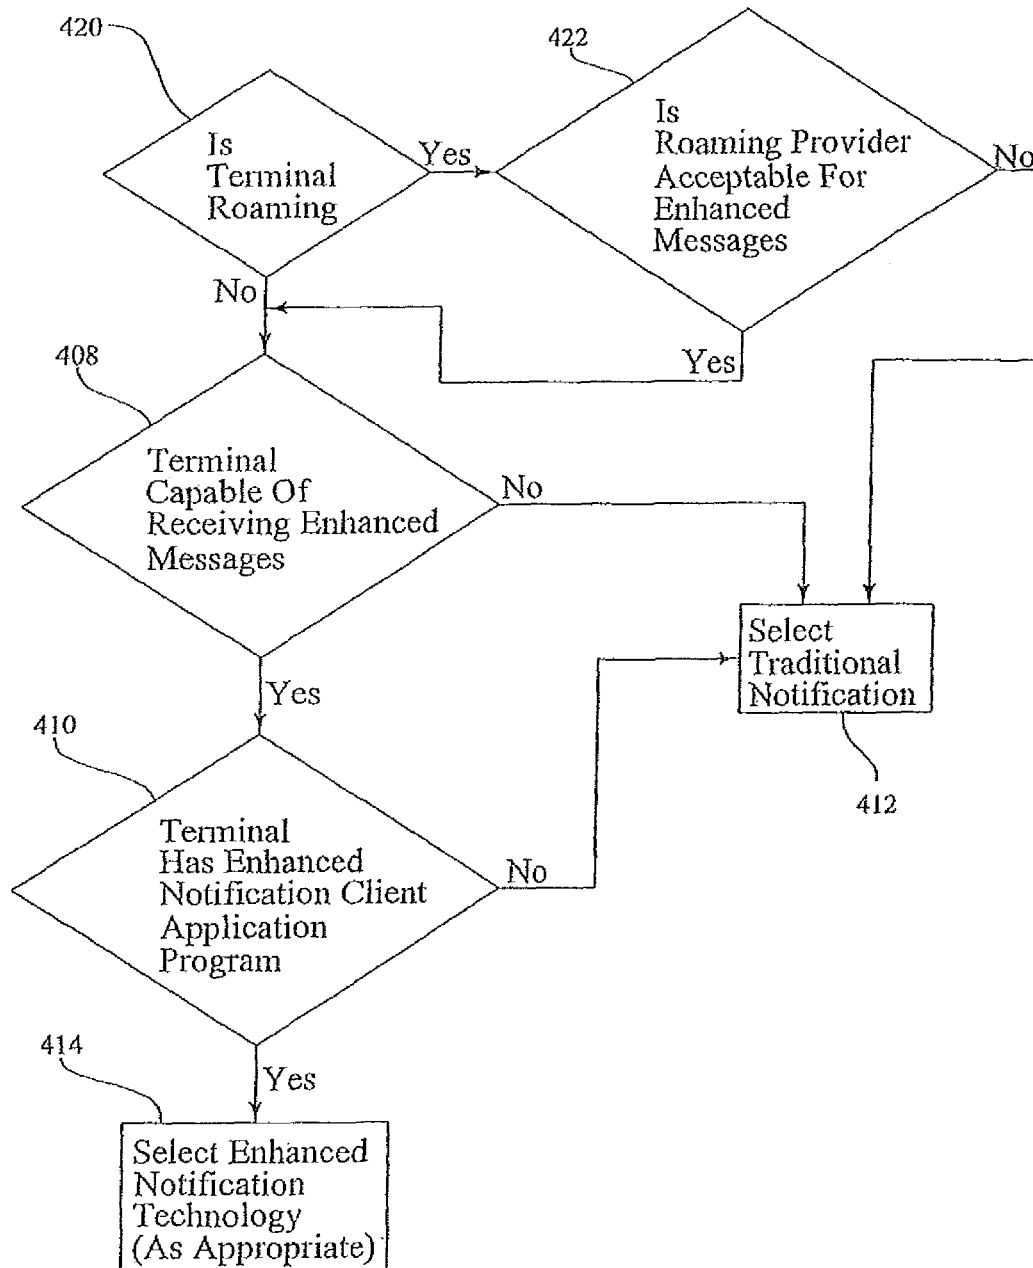 420
Is
Terminal
Roaming
Yes
422
Is
Roaming Provider
Acceptable For
Enhanced
Messages
No
No
Yes
408
Terminal
Capable Of
Receiving Enhanced
Messages
No
Select
Traditional
Notification
412
Yes
410
Terminal
Has Enhanced
Notification Client
Application
Program
No
414
Yes
Select Enhanced
Notification
Technology
(As Appropriate)